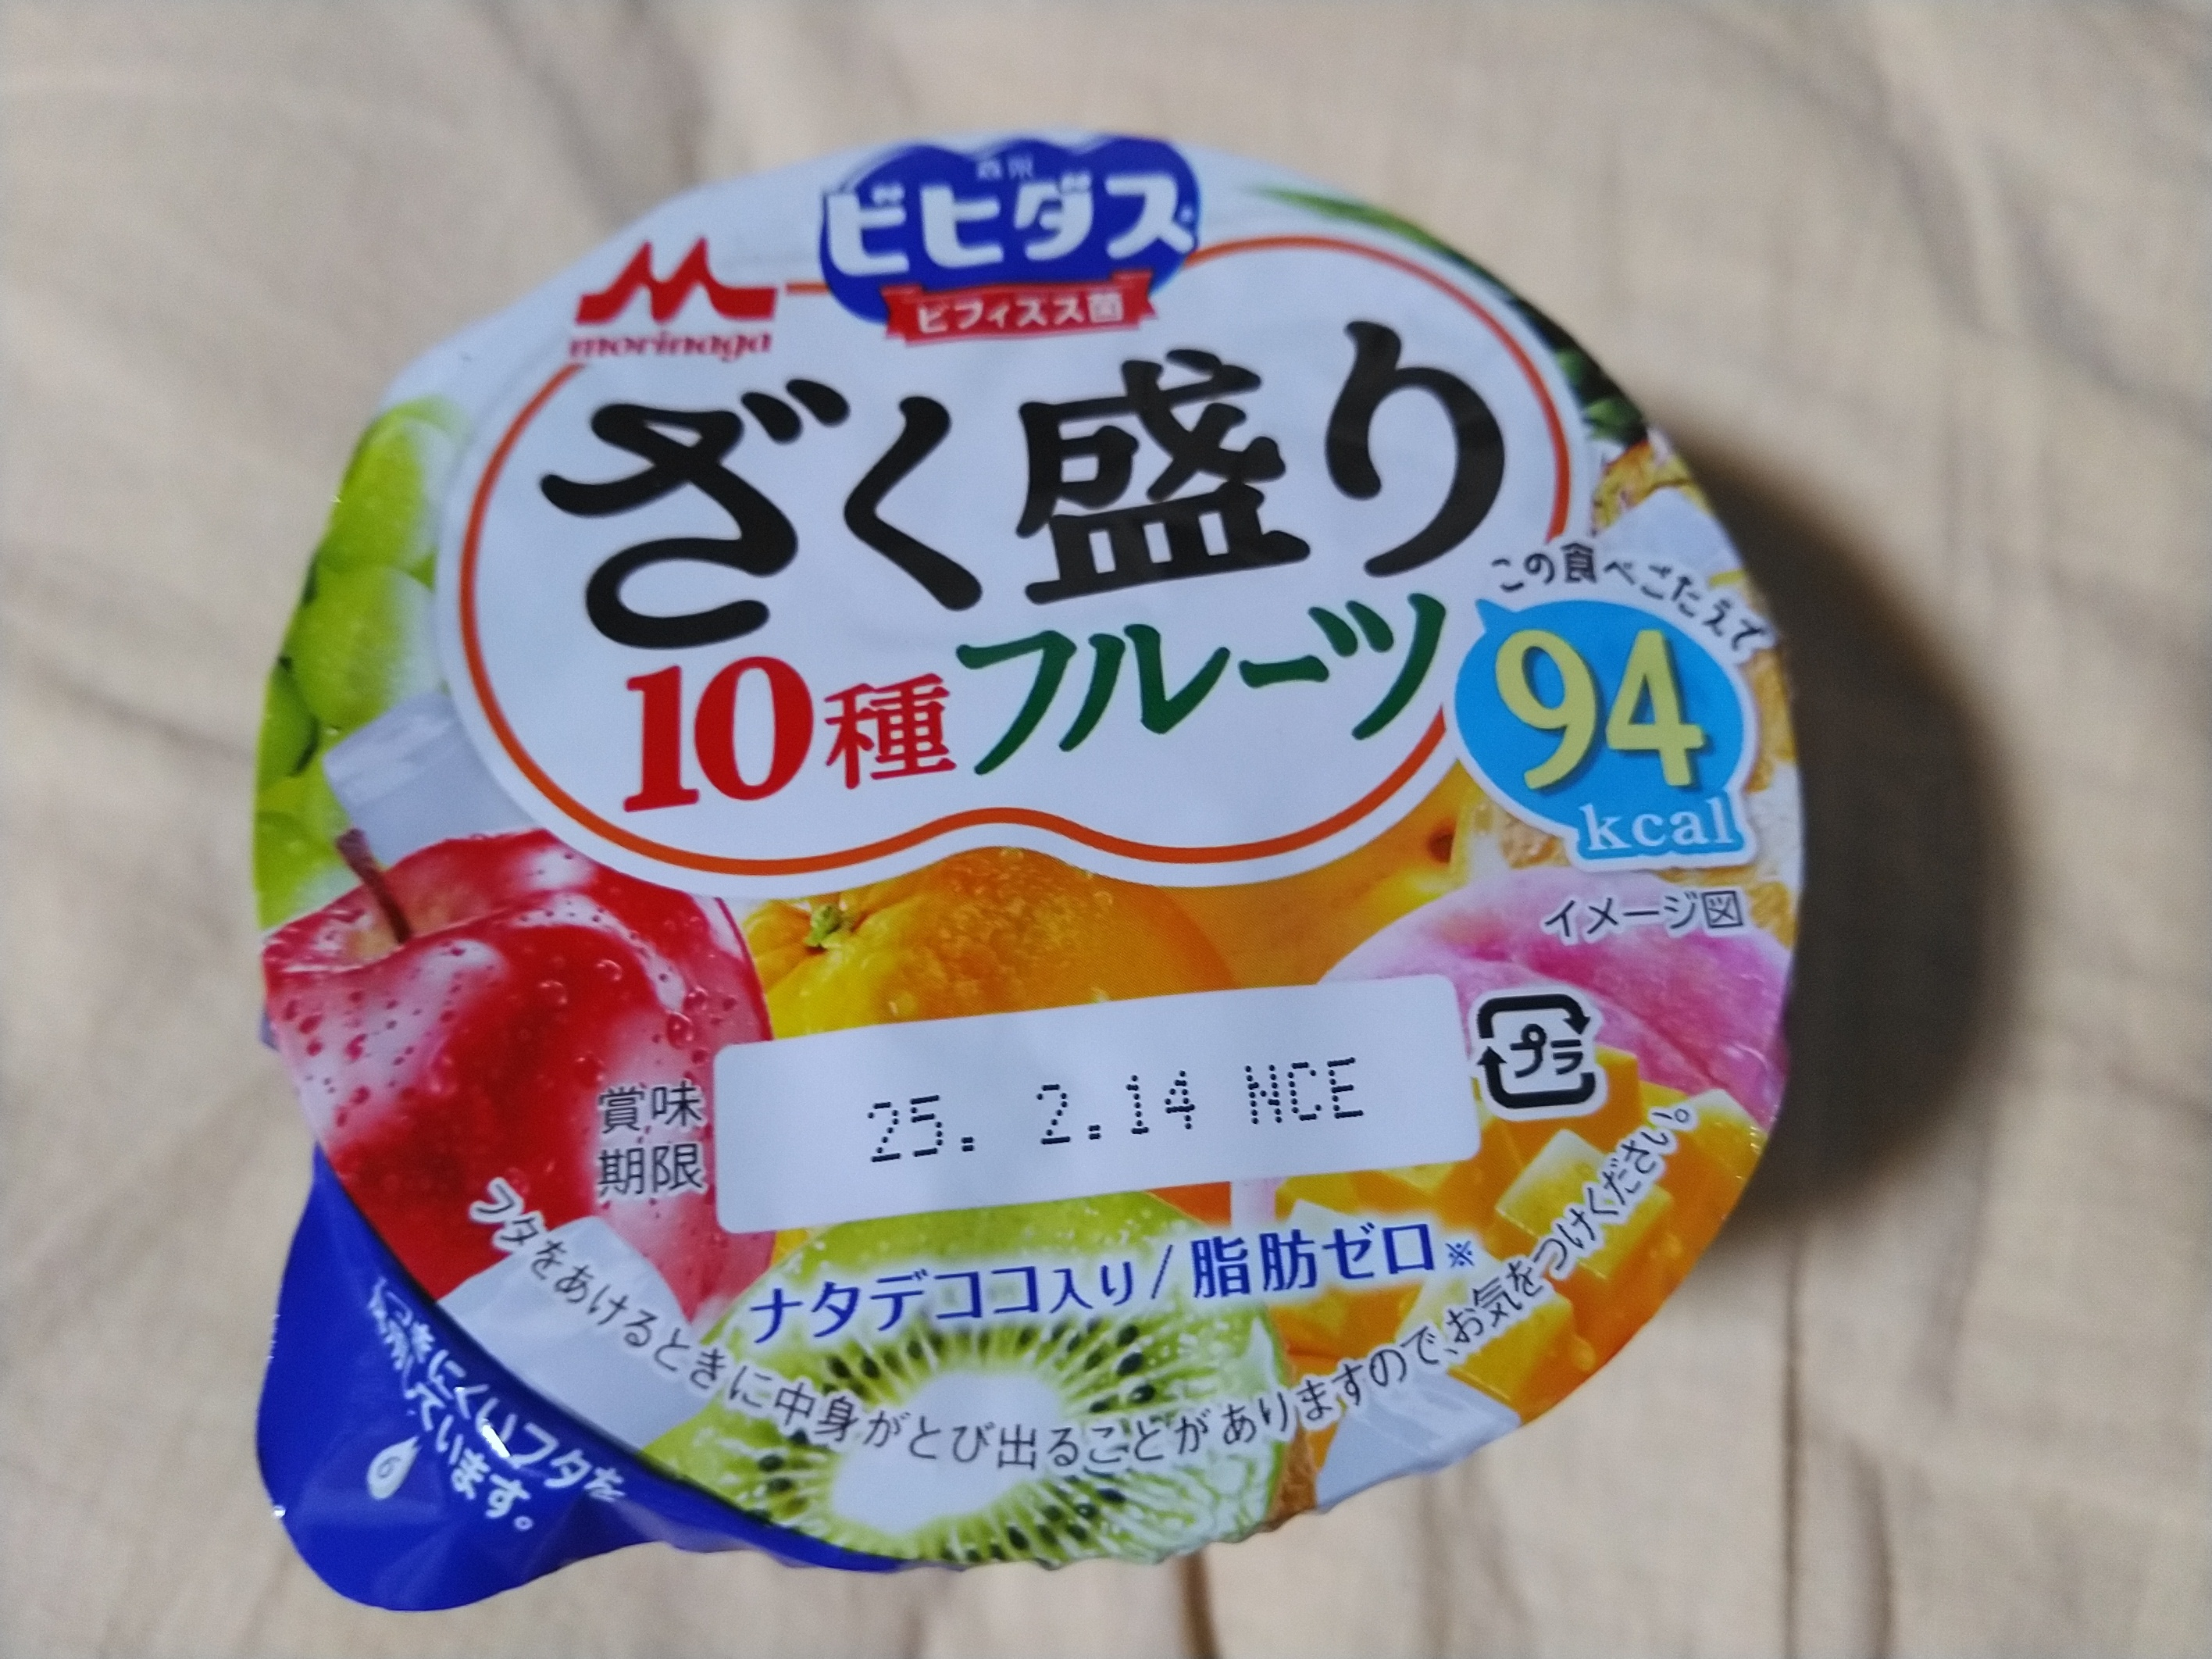 ビヒダス
ビフィズス菌
morinaga
ざく盛り
10種フルーツ
この食べごたえで
94
kcal
イメージ図
賞味
期限
25. 2.14 NCE
プラ
ナタデココ入り/脂肪ゼロ※
フタをあけるときに中身がとび出ることがありますので、お気をつけください。
きにくいフタを
ています。